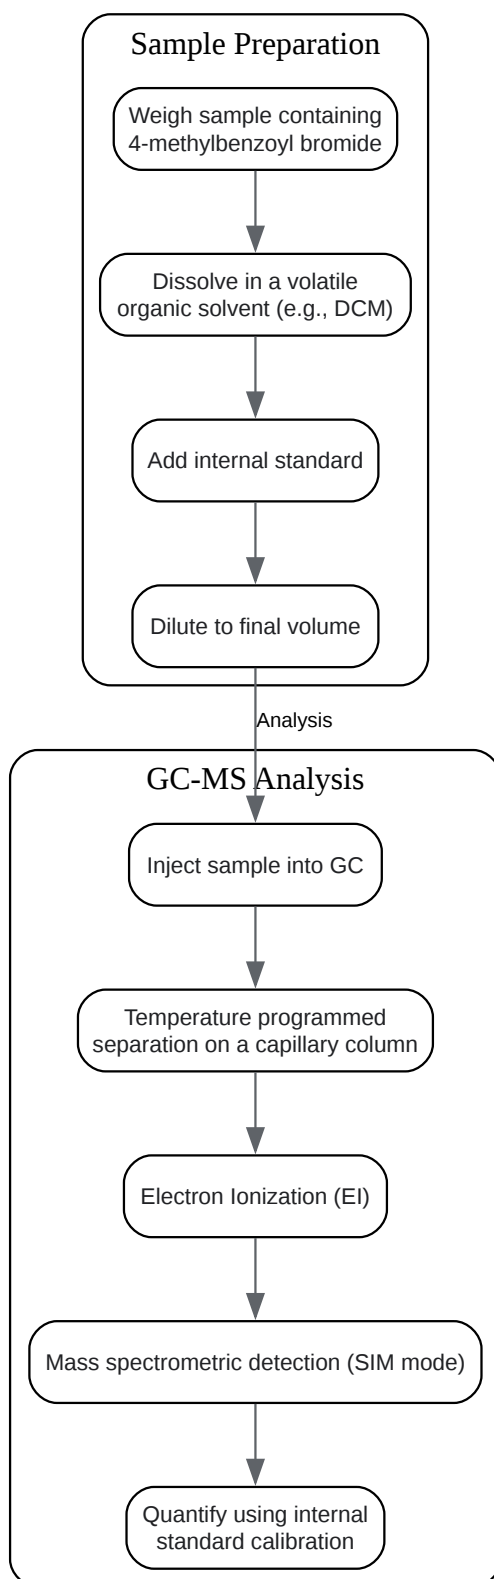 Sample Preparation
Weigh sample containing
4-methylbenzoyl bromide
Dissolve in a volatile
organic solvent (e.g., DCM)
Add internal standard
Dilute to final volume
Analysis
GC-MS Analysis
Inject sample into GC
Temperature programmed
separation on a capillary column
Electron Ionization (EI)
Mass spectrometric detection (SIM mode)
Quantify using internal
standard calibration